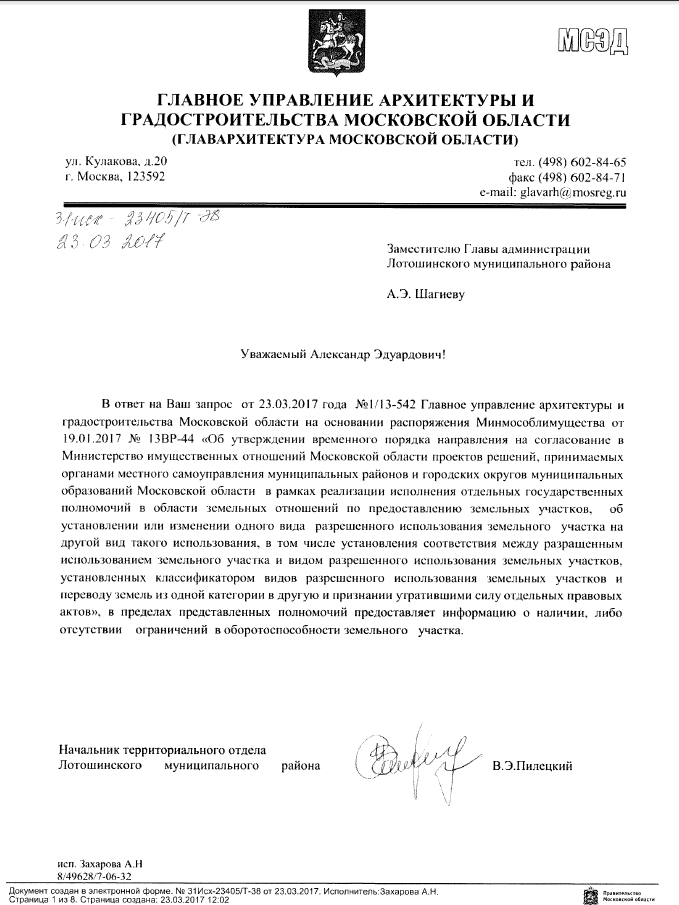 МСЭД
ГЛАВНОЕ УПРАВЛЕНИЕ АРХИТЕКТУРЫ И
ГРАДОСТРОИТЕЛЬСТВА МОСКОВСКОЙ ОБЛАСТИ
(ГЛАВАРХИТЕКТУРА МОСКОВСКОЙ ОБЛАСТИ)
ул. Кулакова, д.20
г. Москва, 123592
тел. (498) 602-84-65
факс (498) 602-84-71
e-mail: glavarh@mosreg.ru
31исх - 23405/Т-38
23.03 2017
Заместителю Главы администрации
Лотошинского муниципального района
А.Э. Шагиеву
Уважаемый Александр Эдуардович!
В ответ на Ваш запрос от 23.03.2017 года №1/13-542 Главное управление архитектуры и
градостроительства Московской области на основании распоряжения Минмособлимущества от
19.01.2017 № 13ВР-44 «Об утверждении временного порядка направления на согласование в
Министерство имущественных отношений Московской области проектов решений, принимаемых
органами местного самоуправления муниципальных районов и городских округов муниципальных
образований Московской области в рамках реализации исполнения отдельных государственных
полномочий в области земельных отношений по предоставлению земельных участков, об
установлении или изменении одного вида разрешенного использования земельного участка на
другой вид такого использования, в том числе установления соответствия между разрашенным
использованием земельного участка и видом разрешенного использования земельных участков,
установленных классификатором видов разрешенного использования земельных участков и
переводу земель из одной категории в другую и признании утратившими силу отдельных правовых
актов», в пределах представленных полномочий предоставляет информацию о наличии, либо
отсутствии ограничений в оборотоспособности земельного участка.
Начальник территориального отдела
Лотошинского муниципального района
В.Э.Пилецкий
исп. Захарова А.Н
8/49628/7-06-32
Документ создан в электронной форме. № 31Исх-23405/Т-38 от 23.03.2017. Исполнитель:Захарова А.Н.
Страница 1 из 8. Страница создана: 23.03.2017 12:02
Правительство
Московской области